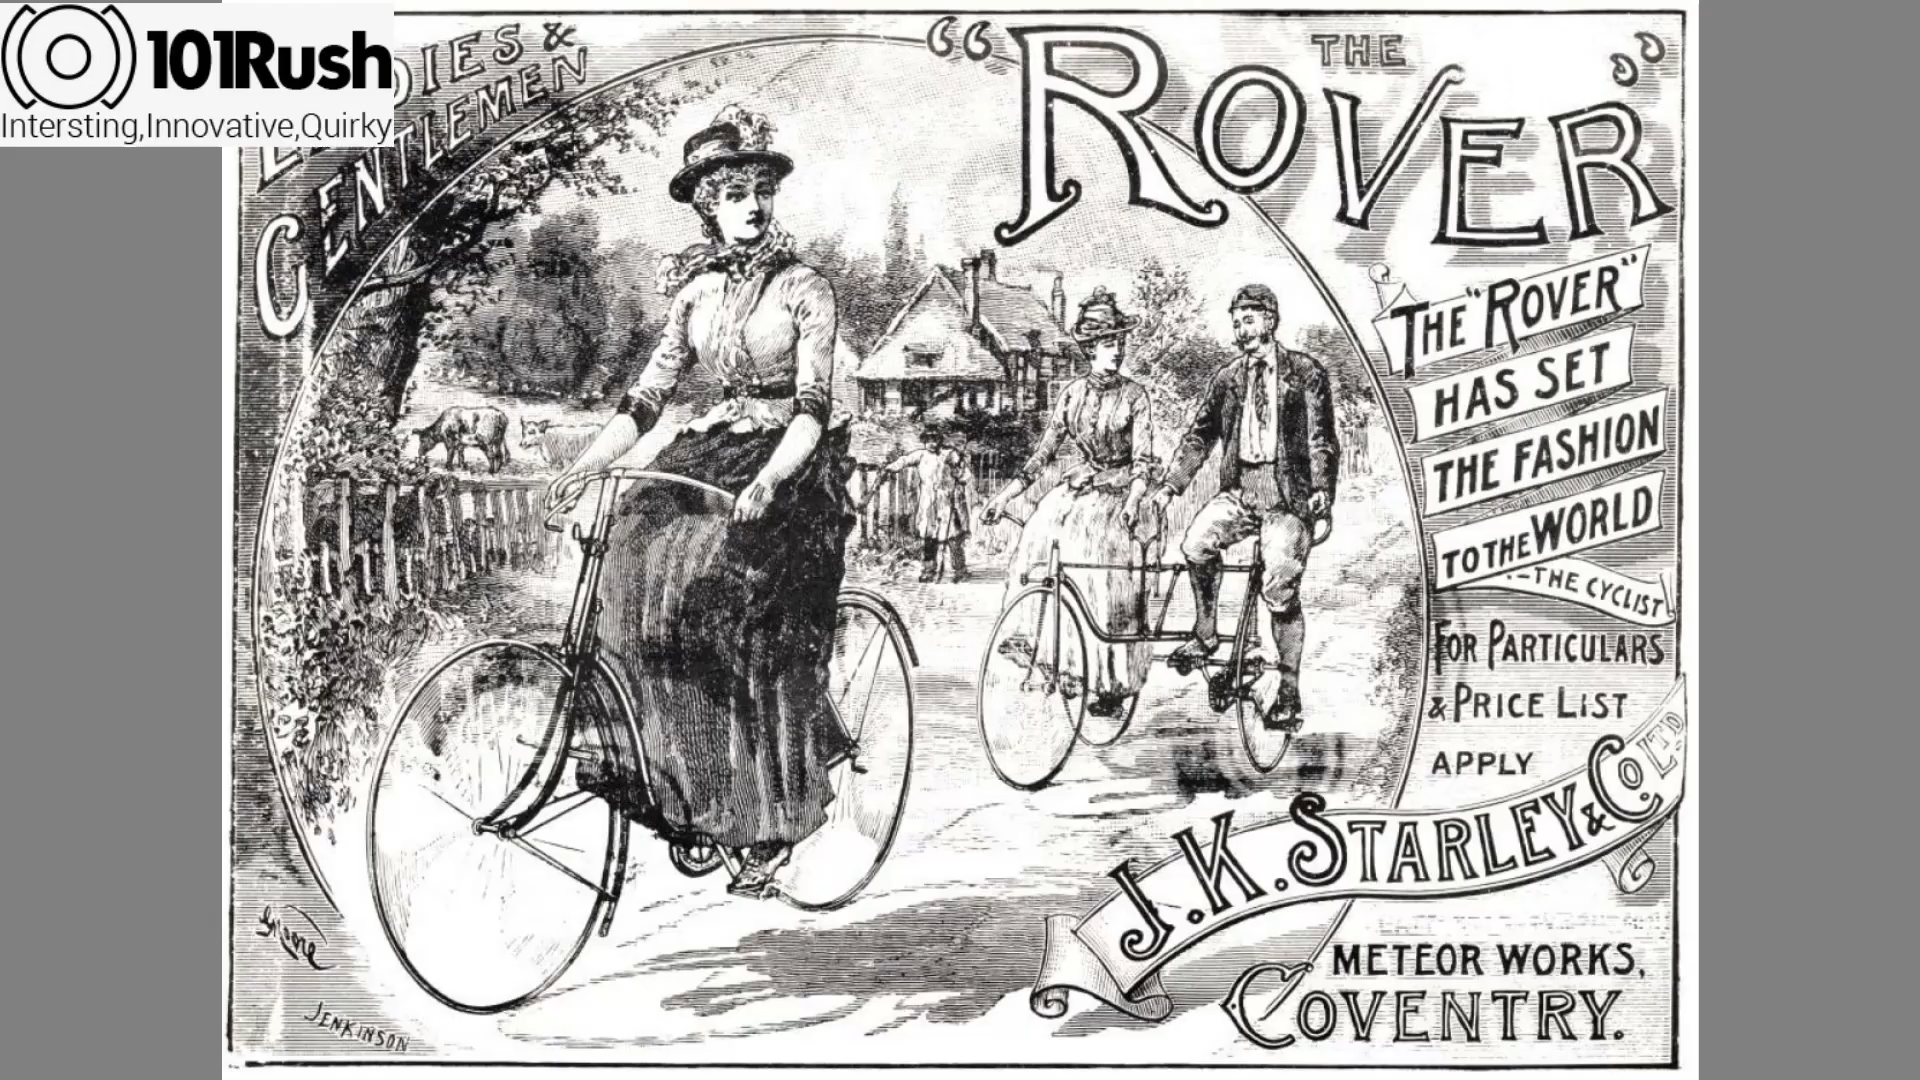 101Rush
Intersting,Innovative,Quirky
DIES &
GENTLEMEN
THE
"ROVER"
THE "ROVER"
HAS SET
THE FASHION
TO THE WORLD
—THE CYCLIST
FOR PARTICULARS
& PRICE LIST
APPLY
J.K. STARLEY & CO. LTD
METEOR WORKS,
COVENTRY.
JENKINSON